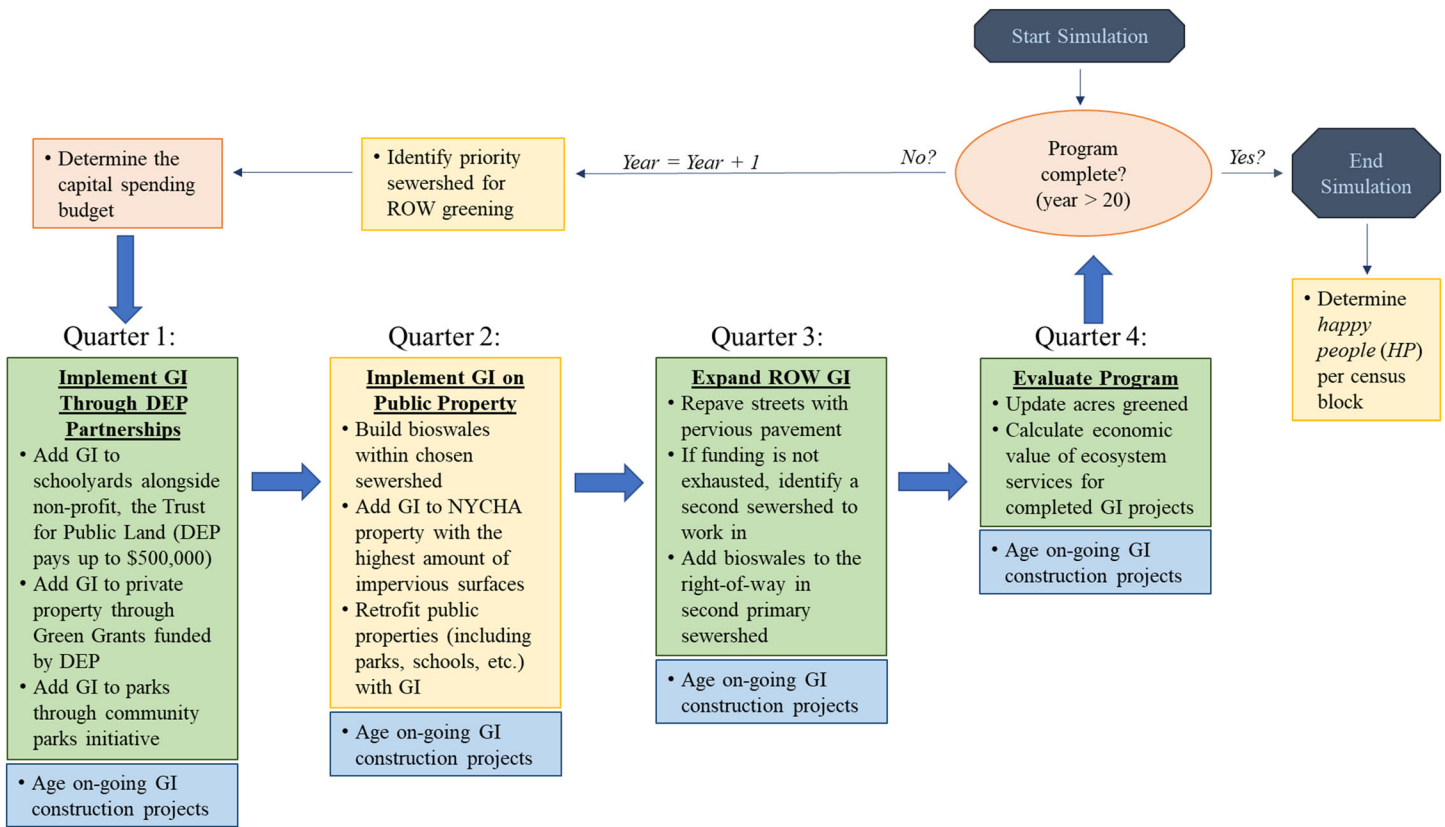 Start Simulation
Program
complete?
(year > 20)
Yes?
End
Simulation
• Determine
happy
people (HP)
per census
block
No?
Year = Year + 1
• Identify priority
sewershed for
ROW greening
• Determine the
capital spending
budget
Quarter 1:
Implement GI
Through DEP
Partnerships
• Add GI to
schoolyards alongside
non-profit, the Trust
for Public Land (DEP
pays up to $500,000)
• Add GI to private
property through
Green Grants funded
by DEP
• Add GI to parks
through community
parks initiative
• Age on-going GI
construction projects
Quarter 2:
Implement GI on
Public Property
• Build bioswales
within chosen
sewershed
• Add GI to NYCHA
property with the
highest amount of
impervious surfaces
• Retrofit public
properties (including
parks, schools, etc.)
with GI
• Age on-going GI
construction projects
Quarter 3:
Expand ROW GI
• Repave streets with
pervious pavement
• If funding is not
exhausted, identify a
second sewershed to
work in
• Add bioswales to the
right-of-way in
second primary
sewershed
• Age on-going GI
construction projects
Quarter 4:
Evaluate Program
• Update acres greened
• Calculate economic
value of ecosystem
services for
completed GI projects
• Age on-going GI
construction projects